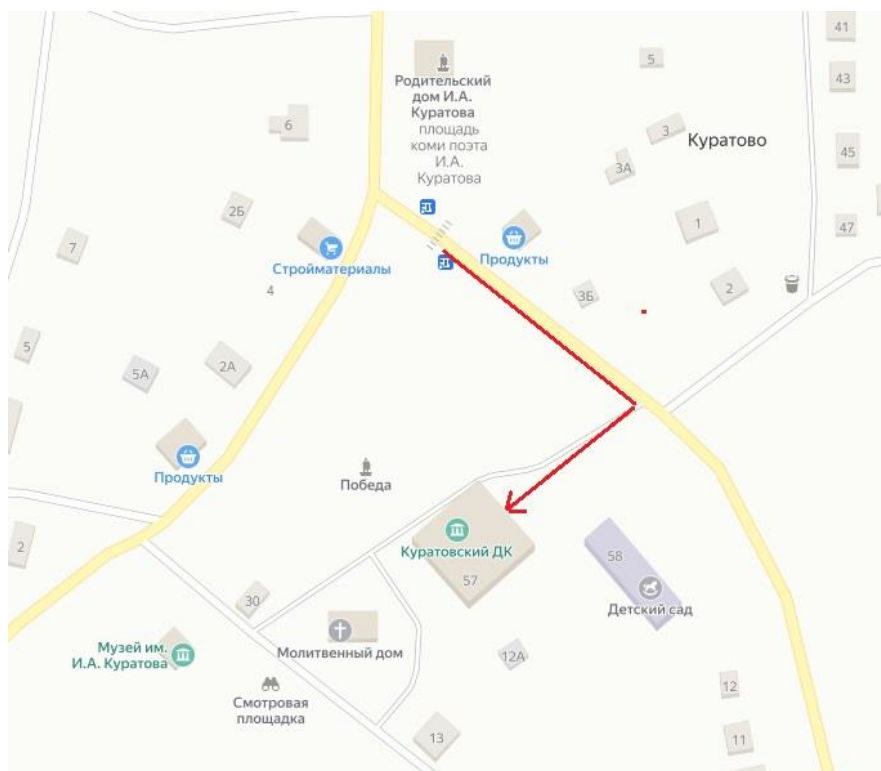 41
5
Родительский
дом И.А.
Куратова
площадь
коми поэта
И.А.
Куратова
43
6
3
Куратово
45
3А
2Б
1
47
7
Стройматериалы
Продукты
4
2
3Б
5
5А
2А
Продукты
Победа
Куратовский ДК
57
58
Детский сад
2
30
Музей им.
И.А. Куратова
Молитвенный дом
12А
Смотровая
площадка
12
13
11